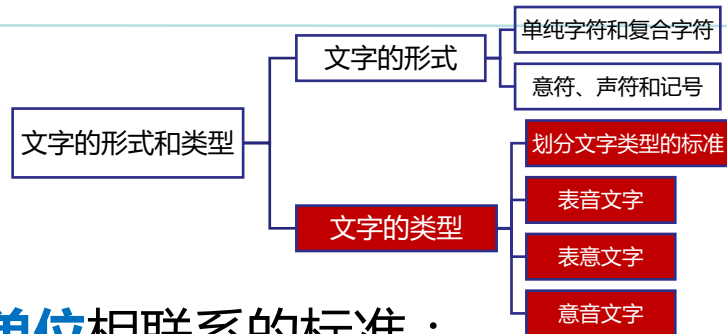 单纯字符和复合字符
文字的形式
意符、声符和记号
文字的形式和类型
划分文字类型的标准
表音文字
文字的类型
表意文字
意音文字
单位相联系的标准：